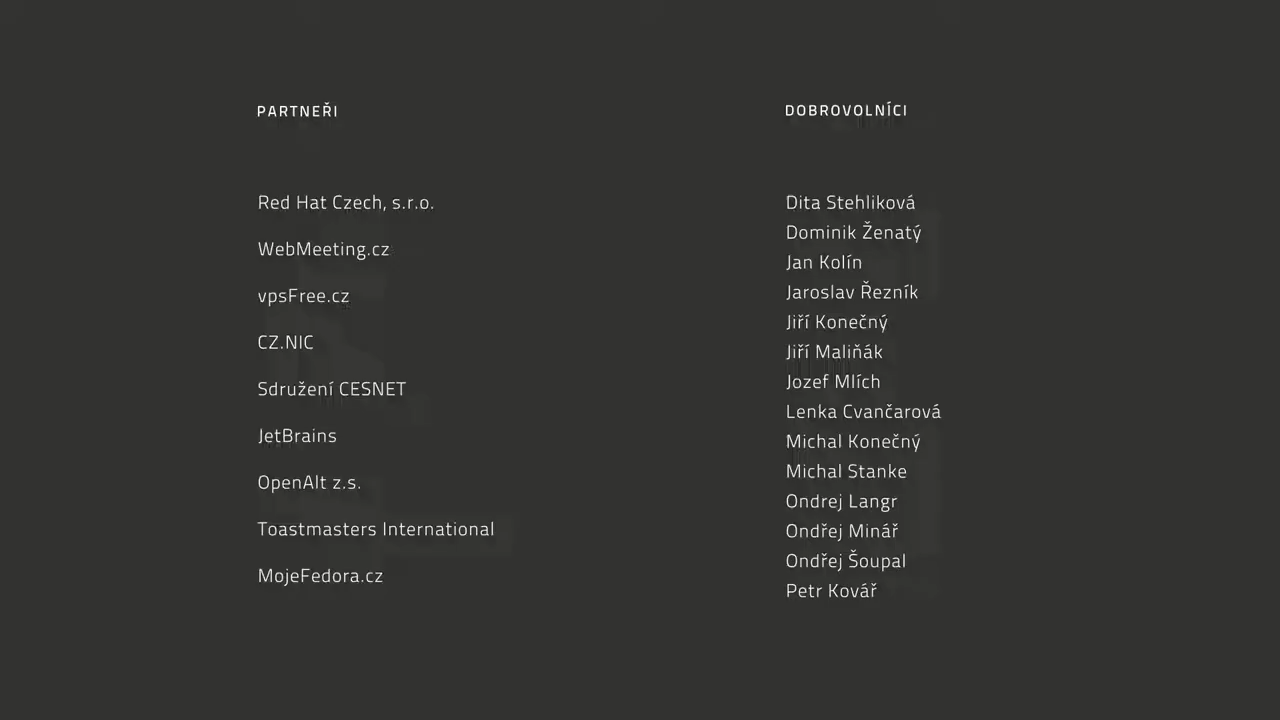 PARTNEŘI
Red Hat Czech, s.r.o.
WebMeeting.cz
vpsFree.cz
CZ.NIC
Sdružení CESNET
JetBrains
OpenAlt z.s.
Toastmasters International
MojeFedora.cz
DOBROVOLNÍCI
Dita Stehliková
Dominik Ženatý
Jan Kolín
Jaroslav Řezník
Jiří Konečný
Jiří Maliňák
Jozef Mlích
Lenka Cvančarová
Michal Konečný
Michal Stanke
Ondrej Langr
Ondřej Minář
Ondřej Šoupal
Petr Kovář